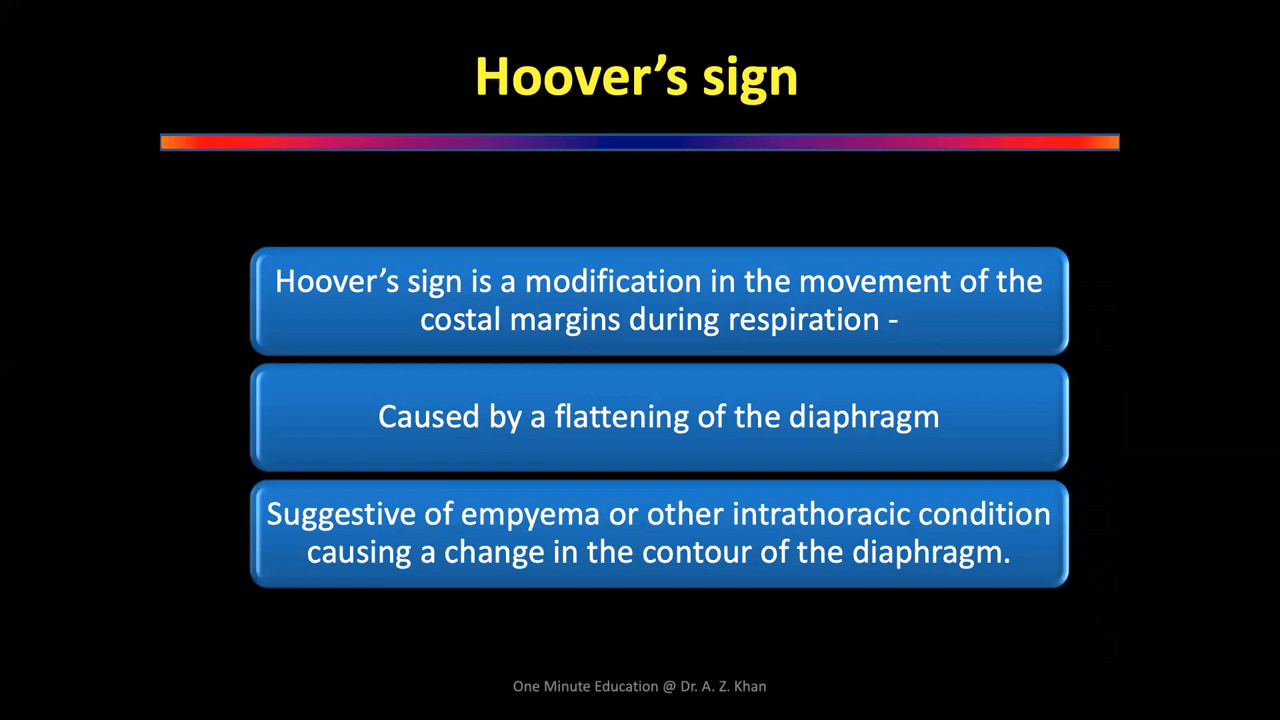 Hoover’s sign
Hoover’s sign is a modification in the movement of the
costal margins during respiration -
Caused by a flattening of the diaphragm
Suggestive of empyema or other intrathoracic condition
causing a change in the contour of the diaphragm.
One Minute Education @ Dr. A. Z. Khan